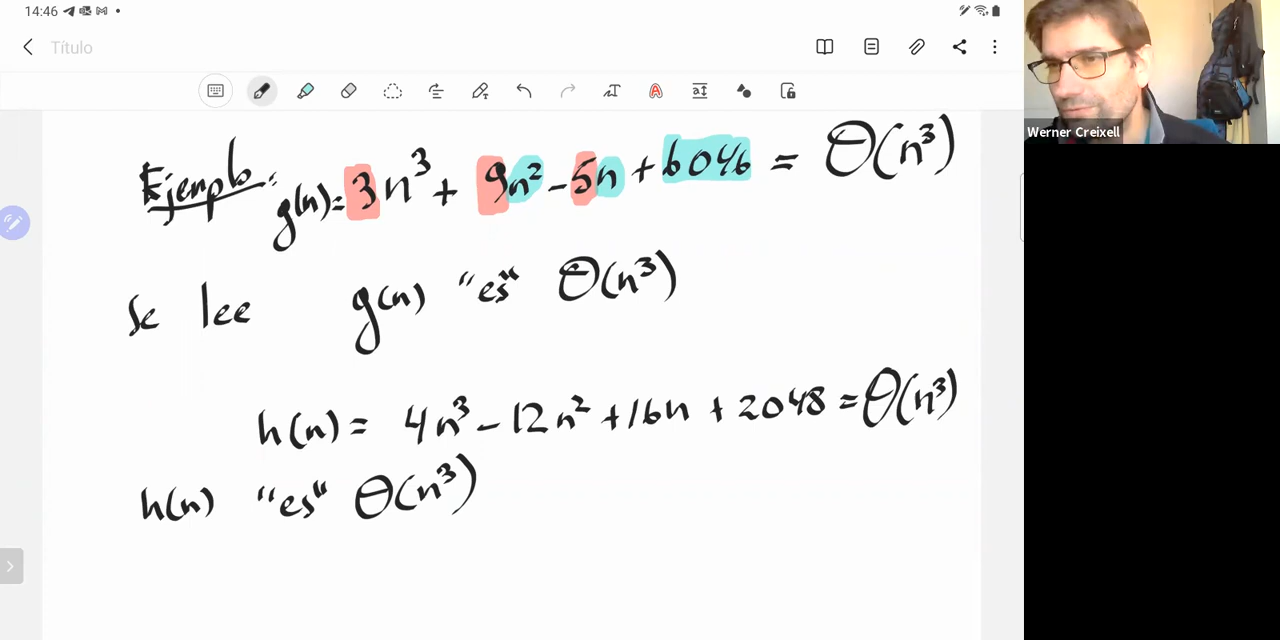 14:46
Título
Werner Creixell
Ejemplo: g(n)= 3n³ + 9n² - 5n + 6046 = Θ(n³)
Se lee g(n) "es" Θ(n³)
h(n) = 4n³ - 12n² + 16n + 2048 = Θ(n³)
h(n) "es" Θ(n³)